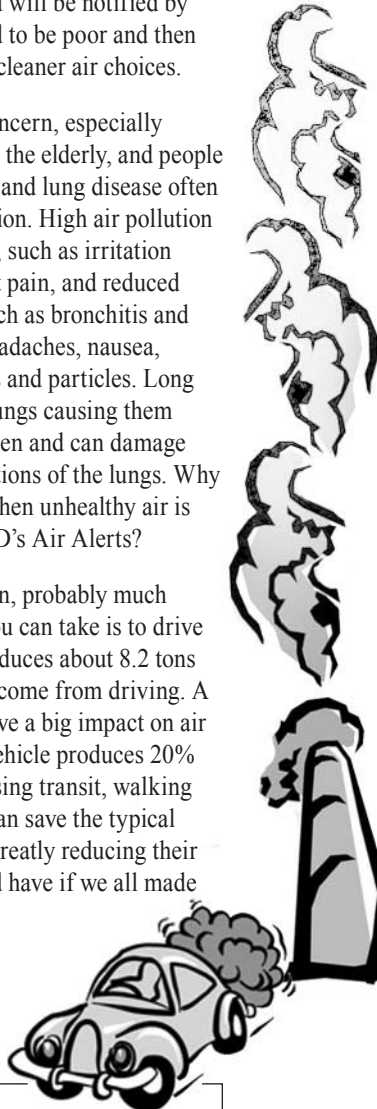 will be notified by
d to be poor and then
cleaner air choices.
ncern, especially
the elderly, and people
and lung disease often
ion. High air pollution
such as irritation
t pain, and reduced
ch as bronchitis and
adaches, nausea,
s and particles. Long
ungs causing them
en and can damage
tions of the lungs. Why
hen unhealthy air is
D’s Air Alerts?
n, probably much
ou can take is to drive
duces about 8.2 tons
come from driving. A
ve a big impact on air
ehicle produces 20%
sing transit, walking
an save the typical
reatly reducing their
l have if we all made